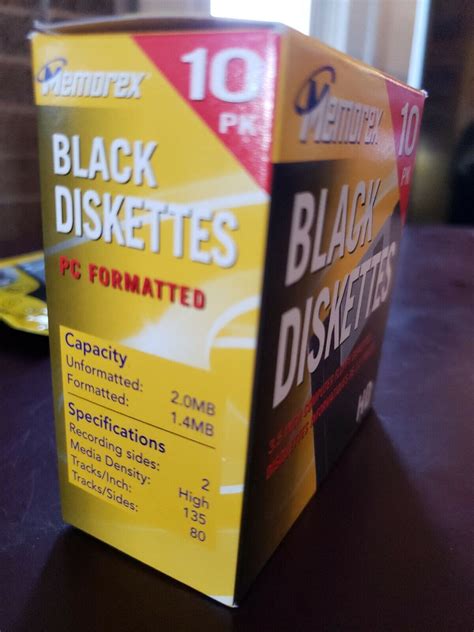 Memorex
10
PK
BLACK
DISKETTES
PC FORMATTED
Capacity
Unformatted: 2.0MB
Formatted: 1.4MB
Specifications
Recording sides: 2
Media Density: High
Tracks/Inch: 135
Tracks/Sides: 80
Memorex
10
PK
BLACK
DISKETTES
HD